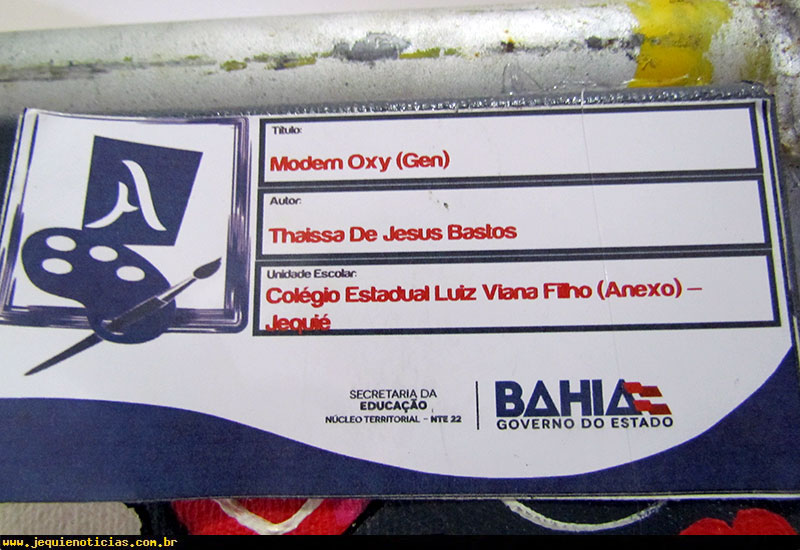 Título:
Modern Oxy (Gen)
Autor:
Thaissa De Jesus Bastos
Unidade Escolar:
Colégio Estadual Luiz Viana Filho (Anexo) –
Jequié
SECRETARIA DA
EDUCAÇÃO
NÚCLEO TERRITORIAL – NTE 22
BAHIA
GOVERNO DO ESTADO
www.jequienoticias.com.br